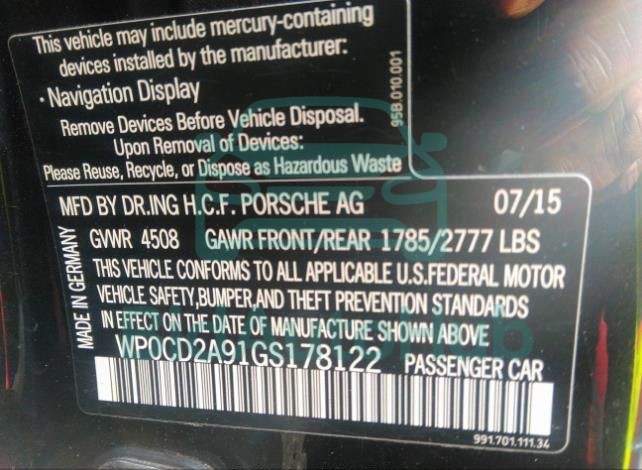 This vehicle may include mercury-containing
devices installed by the manufacturer:
· Navigation Display
Remove Devices Before Vehicle Disposal.
Upon Removal of Devices:
Please Reuse, Recycle, or Dispose as Hazardous Waste
95B.010.001
MFD BY DR.ING H.C.F. PORSCHE AG 07/15
GVWR 4508 GAWR FRONT/REAR 1785/2777 LBS
THIS VEHICLE CONFORMS TO ALL APPLICABLE U.S.FEDERAL MOTOR
VEHICLE SAFETY,BUMPER,AND THEFT PREVENTION STANDARDS
IN EFFECT ON THE DATE OF MANUFACTURE SHOWN ABOVE
MADE IN GERMANY
WP0CD2A91GS178122 PASSENGER CAR
991.701.111.34